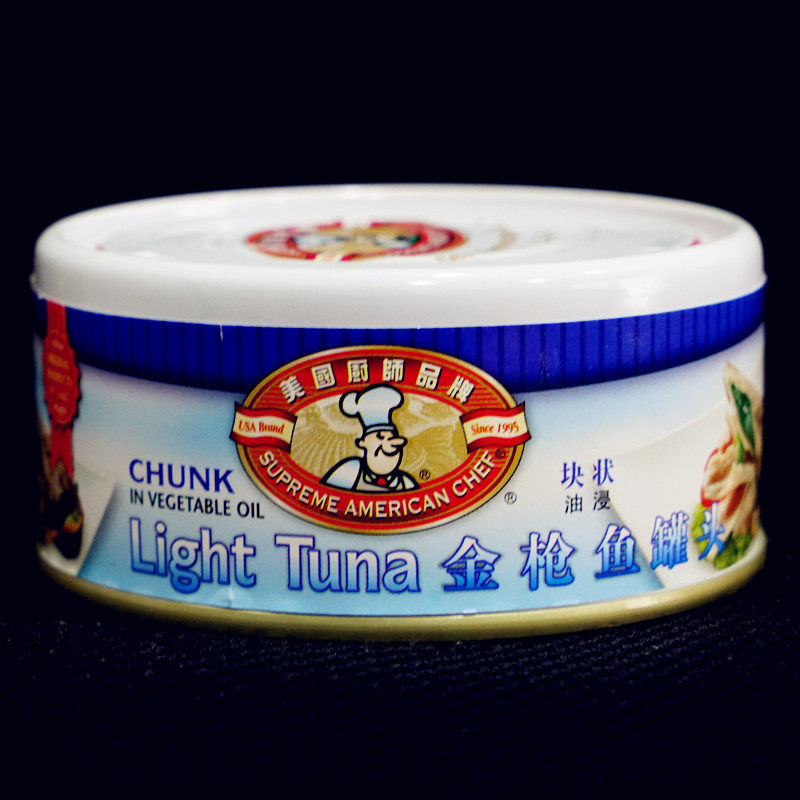 美國厨師品牌
USA Brand
Since 1995
SUPREME AMERICAN CHEF
®
®
CHUNK
IN VEGETABLE OIL
块状
油浸
Light Tuna 金枪鱼罐头